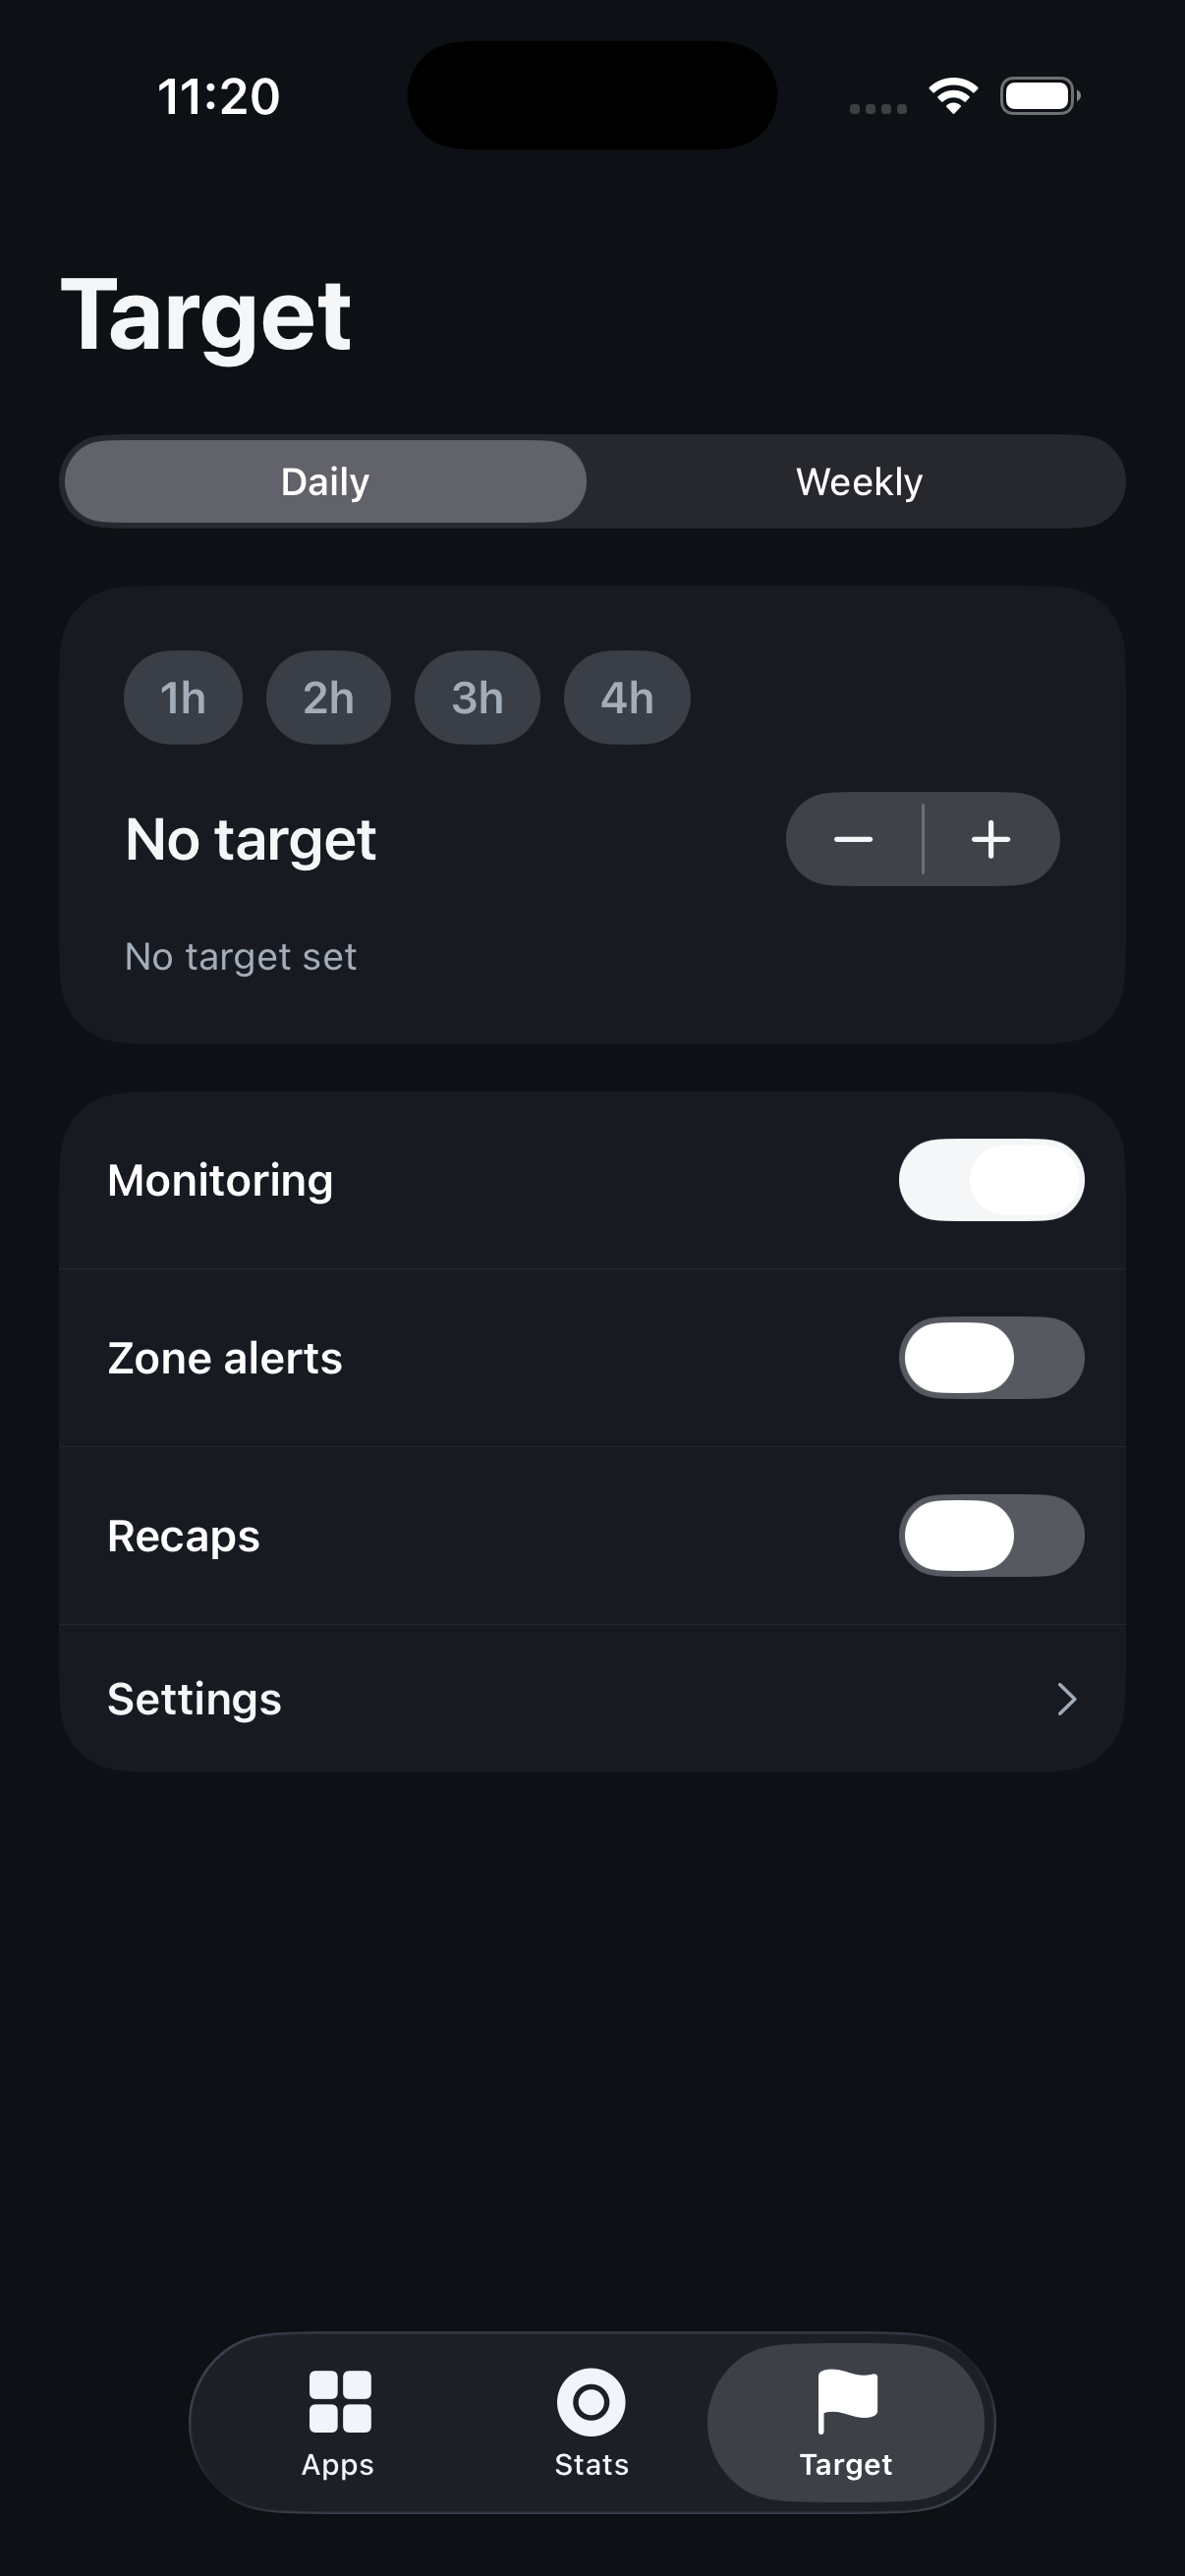 11:20
Target
Daily Weekly
1h 2h 3h 4h
No target
No target set
Monitoring
Zone alerts
Recaps
Settings
Apps Stats Target